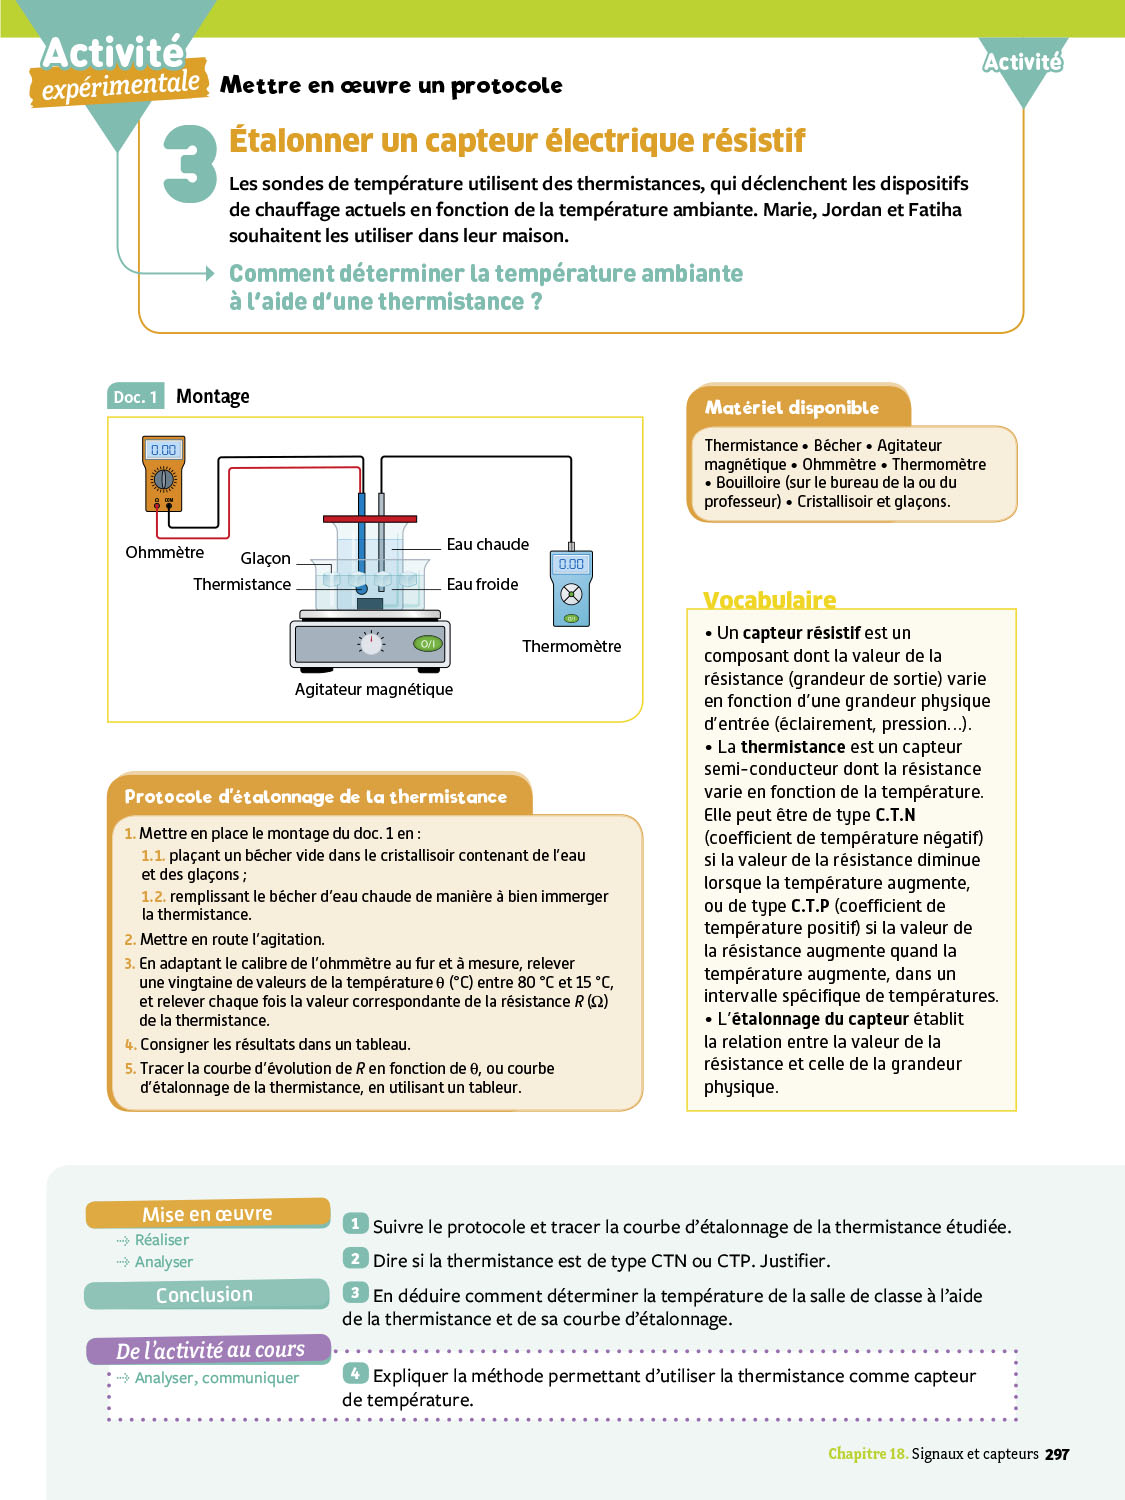 Activité
expérimentale
Mettre en œuvre un protocole
Activité
3
Étalonner un capteur électrique résistif
Les sondes de température utilisent des thermistances, qui déclenchent les dispositifs
de chauffage actuels en fonction de la température ambiante. Marie, Jordan et Fatiha
souhaitent les utiliser dans leur maison.
Comment déterminer la température ambiante
à l'aide d'une thermistance ?
Doc. 1 Montage
0.00
Ω COM
Ohmmètre
Glaçon
Thermistance
Eau chaude
Eau froide
0.00
O/I
Thermomètre
O/I
Agitateur magnétique
Matériel disponible
Thermistance • Bécher • Agitateur
magnétique • Ohmmètre • Thermomètre
• Bouilloire (sur le bureau de la ou du
professeur) • Cristallisoir et glaçons.
Vocabulaire
• Un capteur résistif est un
composant dont la valeur de la
résistance (grandeur de sortie) varie
en fonction d'une grandeur physique
d'entrée (éclairement, pression…).
• La thermistance est un capteur
semi-conducteur dont la résistance
varie en fonction de la température.
Elle peut être de type C.T.N
(coefficient de température négatif)
si la valeur de la résistance diminue
lorsque la température augmente,
ou de type C.T.P (coefficient de
température positif) si la valeur de
la résistance augmente quand la
température augmente, dans un
intervalle spécifique de températures.
• L'étalonnage du capteur établit
la relation entre la valeur de la
résistance et celle de la grandeur
physique.
Protocole d'étalonnage de la thermistance
1. Mettre en place le montage du doc. 1 en :
1.1. plaçant un bécher vide dans le cristallisoir contenant de l'eau
et des glaçons ;
1.2. remplissant le bécher d'eau chaude de manière à bien immerger
la thermistance.
2. Mettre en route l'agitation.
3. En adaptant le calibre de l'ohmmètre au fur et à mesure, relever
une vingtaine de valeurs de la température θ (°C) entre 80 °C et 15 °C,
et relever chaque fois la valeur correspondante de la résistance R (Ω)
de la thermistance.
4. Consigner les résultats dans un tableau.
5. Tracer la courbe d'évolution de R en fonction de θ, ou courbe
d'étalonnage de la thermistance, en utilisant un tableur.
Mise en œuvre
Réaliser
Analyser
1 Suivre le protocole et tracer la courbe d'étalonnage de la thermistance étudiée.
2 Dire si la thermistance est de type CTN ou CTP. Justifier.
Conclusion
3 En déduire comment déterminer la température de la salle de classe à l'aide
de la thermistance et de sa courbe d'étalonnage.
De l'activité au cours
Analyser, communiquer
4 Expliquer la méthode permettant d'utiliser la thermistance comme capteur
de température.
Chapitre 18. Signaux et capteurs 297